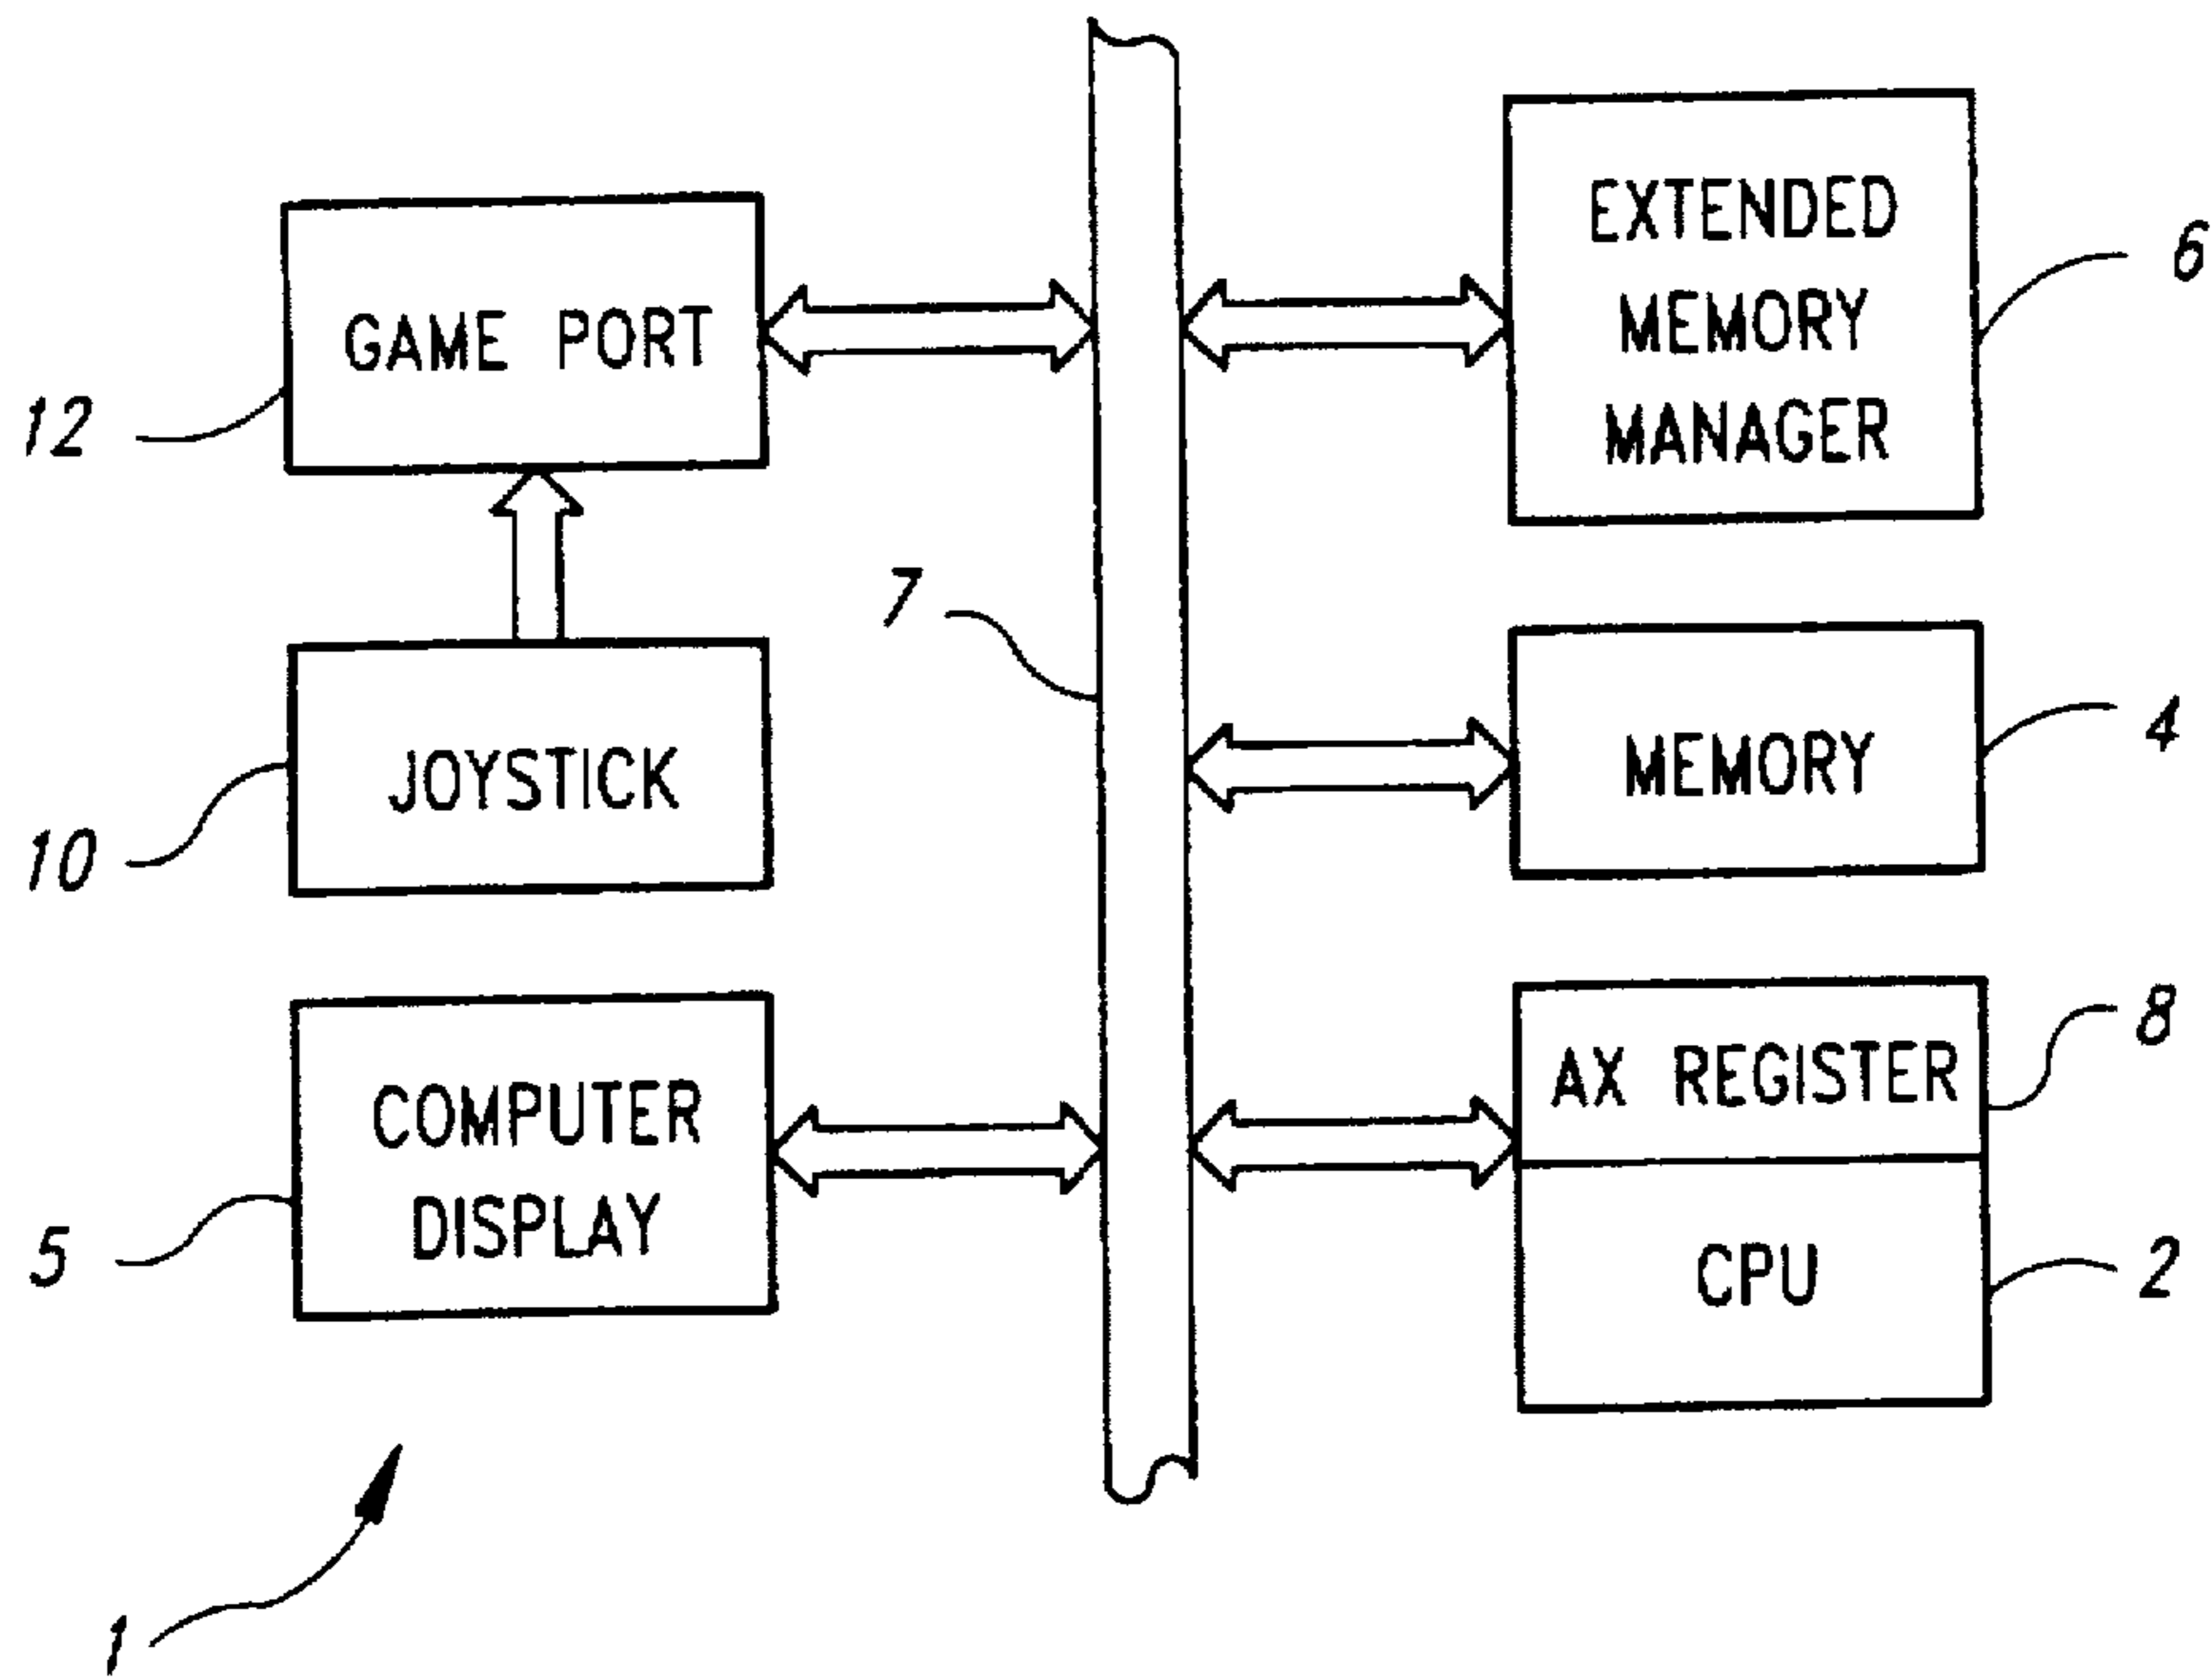 GAME PORT
12
JOYSTICK
10
COMPUTER
DISPLAY
5
1
7
EXTENDED
MEMORY
MANAGER
6
MEMORY
4
AX REGISTER
8
CPU
2